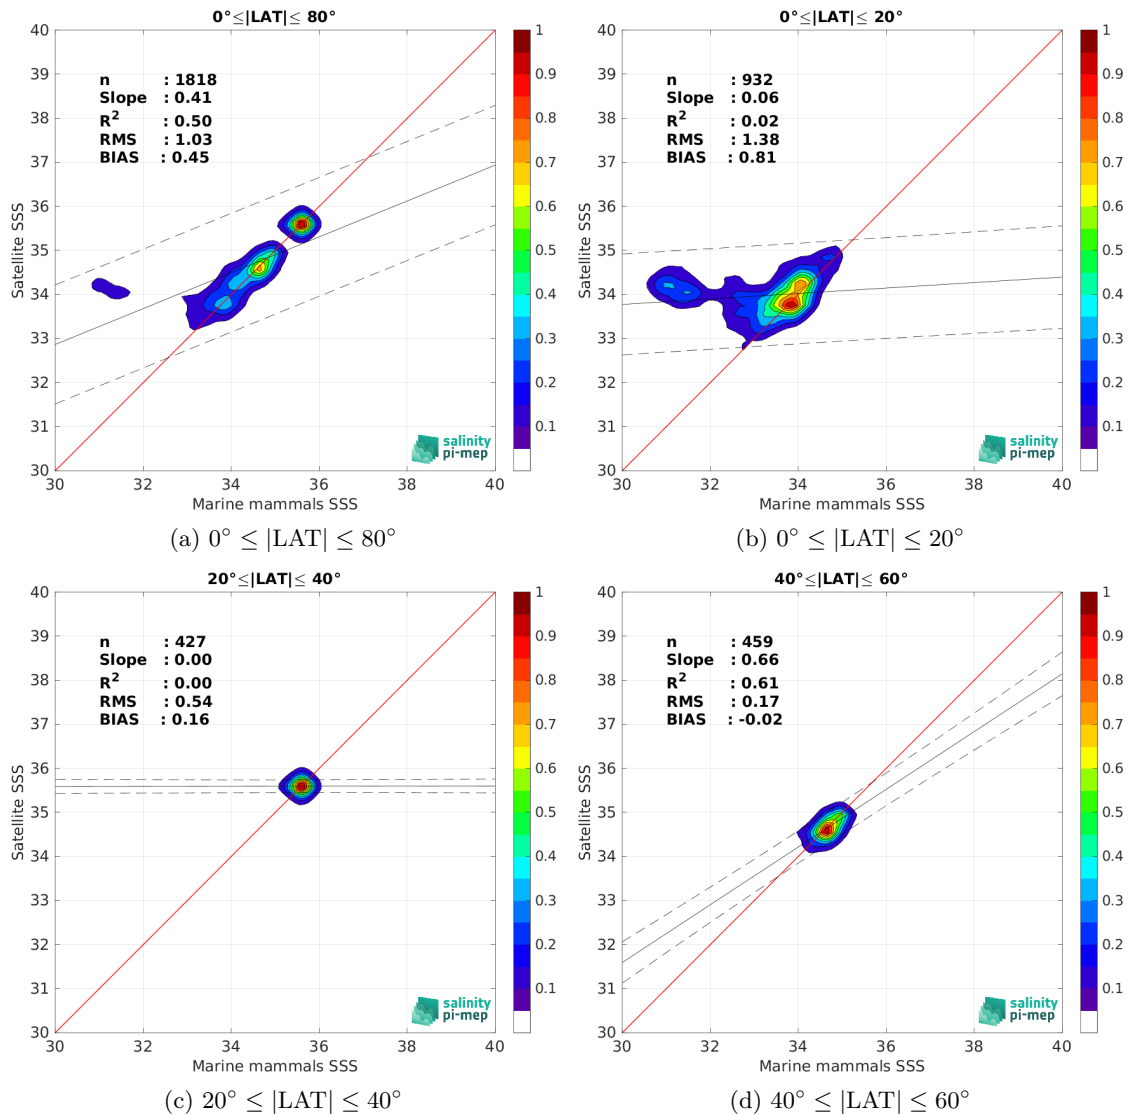 0°≤|LAT|≤ 80°
40
39
38
37
36
35
34
33
32
31
30
Satellite SSS
n : 1818
Slope : 0.41
R² : 0.50
RMS : 1.03
BIAS : 0.45
salinity
pi-mep
30 32 34 36 38 40
Marine mammals SSS
1
0.9
0.8
0.7
0.6
0.5
0.4
0.3
0.2
0.1
(a) 0° ≤ |LAT| ≤ 80°
0°≤|LAT|≤ 20°
40
39
38
37
36
35
34
33
32
31
30
Satellite SSS
n : 932
Slope : 0.06
R² : 0.02
RMS : 1.38
BIAS : 0.81
salinity
pi-mep
30 32 34 36 38 40
Marine mammals SSS
1
0.9
0.8
0.7
0.6
0.5
0.4
0.3
0.2
0.1
(b) 0° ≤ |LAT| ≤ 20°
20°≤|LAT|≤ 40°
40
39
38
37
36
35
34
33
32
31
30
Satellite SSS
n : 427
Slope : 0.00
R² : 0.00
RMS : 0.54
BIAS : 0.16
salinity
pi-mep
30 32 34 36 38 40
Marine mammals SSS
1
0.9
0.8
0.7
0.6
0.5
0.4
0.3
0.2
0.1
(c) 20° ≤ |LAT| ≤ 40°
40°≤|LAT|≤ 60°
40
39
38
37
36
35
34
33
32
31
30
Satellite SSS
n : 459
Slope : 0.66
R² : 0.61
RMS : 0.17
BIAS : -0.02
salinity
pi-mep
30 32 34 36 38 40
Marine mammals SSS
1
0.9
0.8
0.7
0.6
0.5
0.4
0.3
0.2
0.1
(d) 40° ≤ |LAT| ≤ 60°